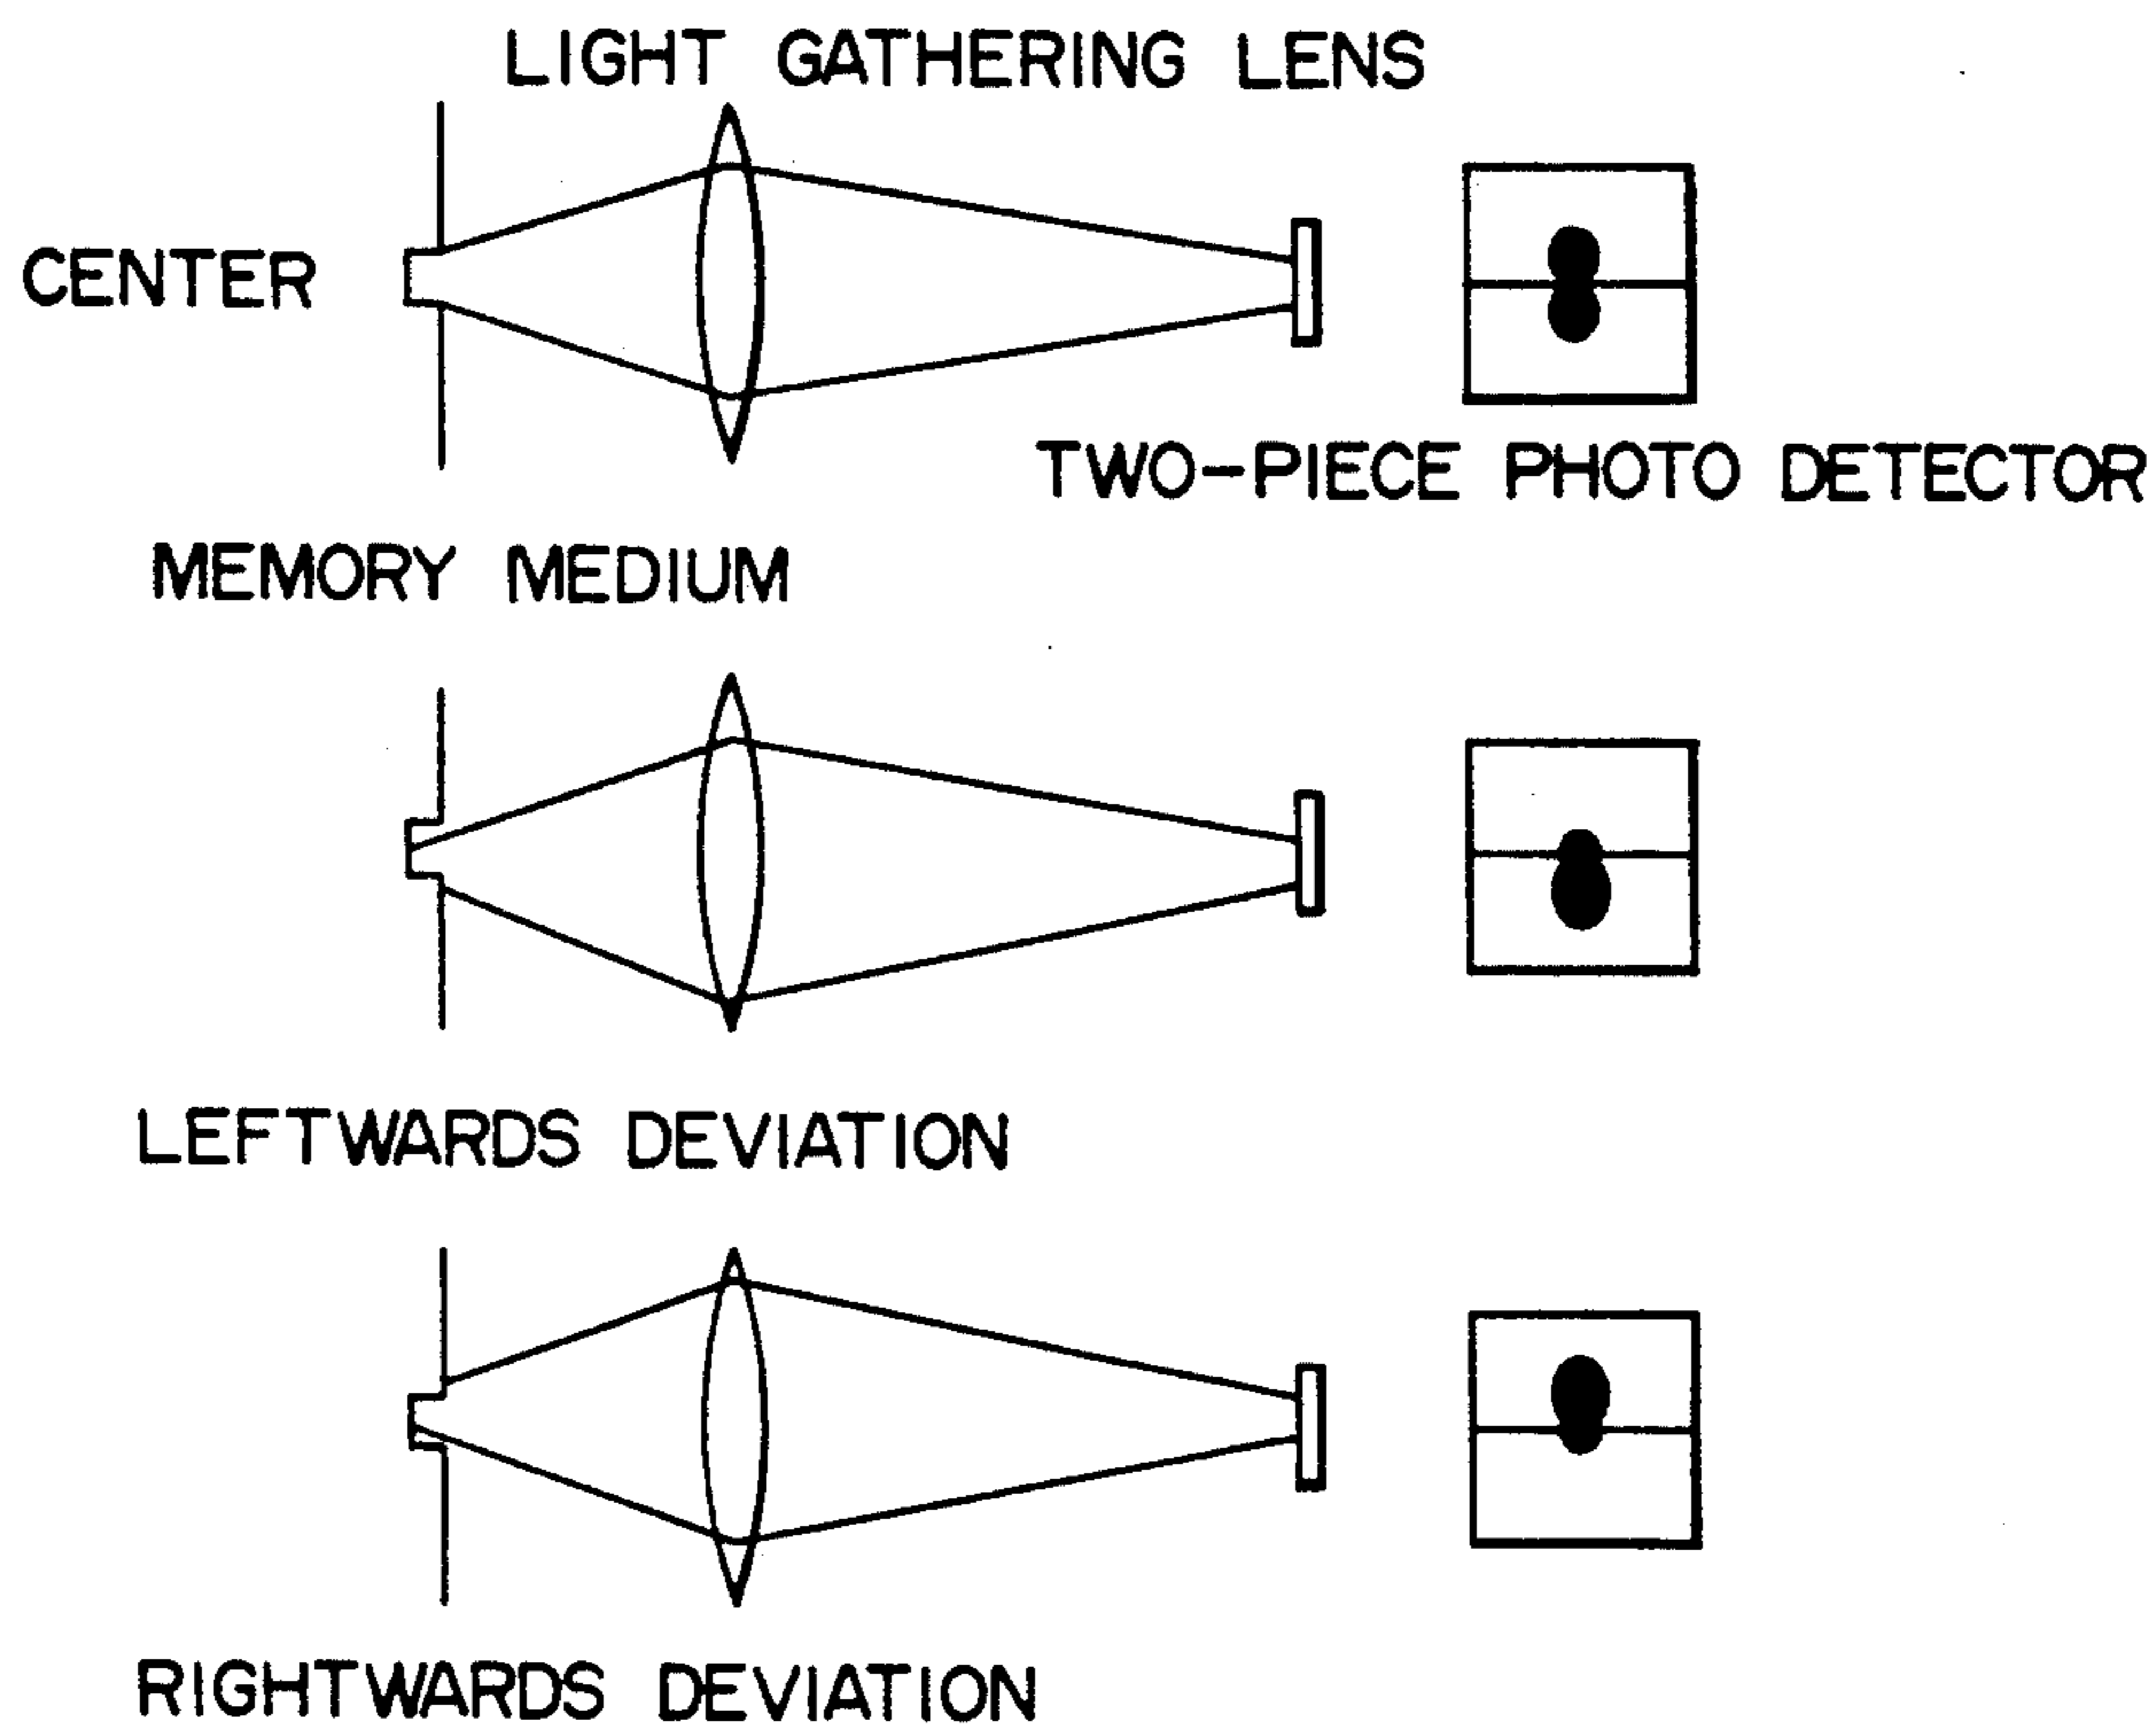 LIGHT GATHERING LENS
CENTER
TWO-PIECE PHOTO DETECTOR
MEMORY MEDIUM
LEFTWARDS DEVIATION
RIGHTWARDS DEVIATION